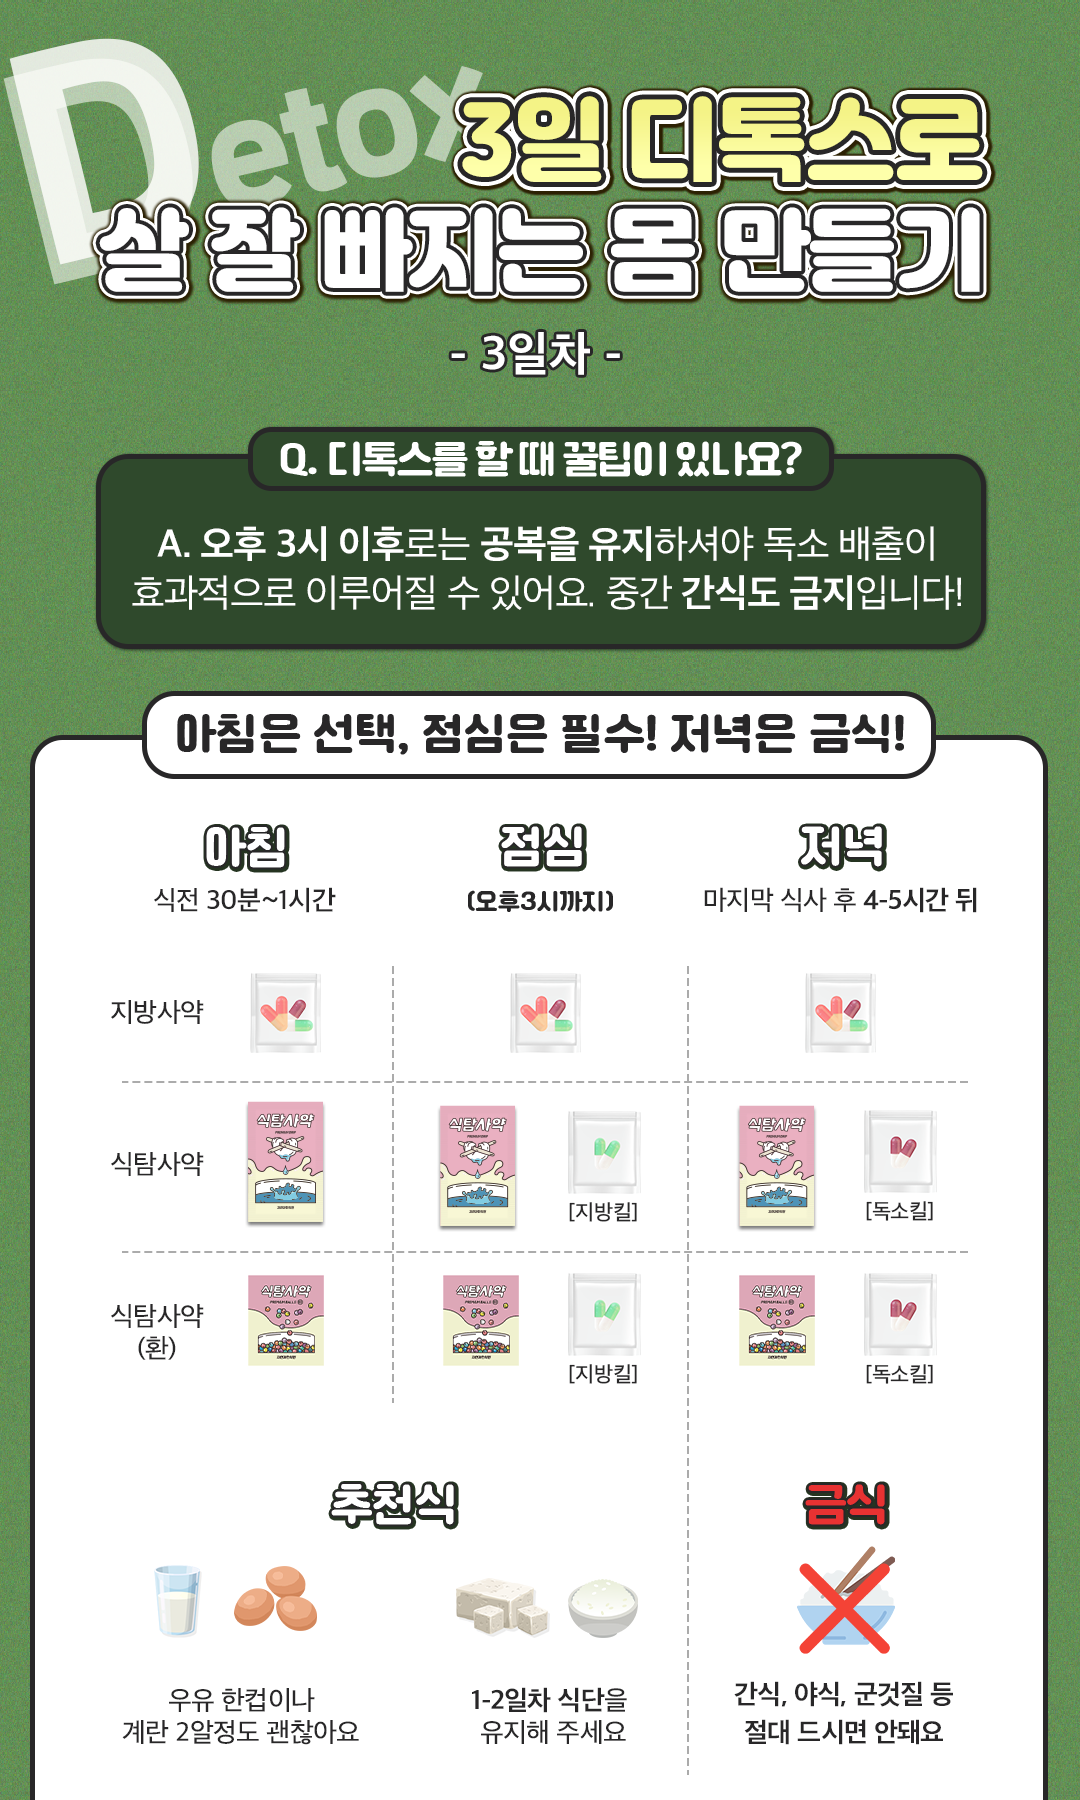 Detox
3일 디톡스로
살 잘 빠지는 몸 만들기
- 3일차 -
Q. 디톡스를 할 때 꿀팁이 있나요?
A. 오후 3시 이후로는 공복을 유지하셔야 독소 배출이
효과적으로 이루어질 수 있어요. 중간 간식도 금지입니다!
아침은 선택, 점심은 필수! 저녁은 금식!
아침 점심 저녁
식전 30분~1시간 (오후3시까지) 마지막 식사 후 4-5시간 뒤
지방사약
식탐사약 식탐사약 식탐사약
식탐사약
[지방킬] [독소킬]
식탐사약 식탐사약 식탐사약
식탐사약
(환)
[지방킬] [독소킬]
추천식 금식
우유 한컵이나
계란 2알정도 괜찮아요
1-2일차 식단을
유지해 주세요
간식, 야식, 군것질 등
절대 드시면 안돼요